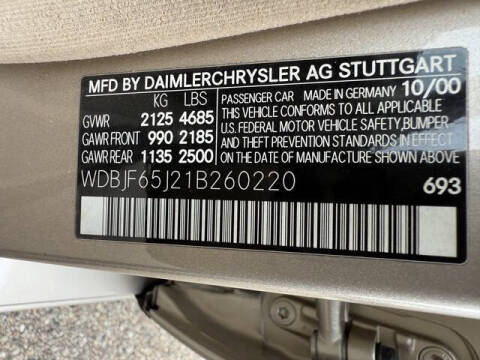 MFD BY DAIMLERCHRYSLER AG STUTTGART
KG LBS PASSENGER CAR MADE IN GERMANY 10/00
GVWR 2125 4685 THIS VEHICLE CONFORMS TO ALL APPLICABLE
GAWR FRONT 990 2185 U.S. FEDERAL MOTOR VEHICLE SAFETY, BUMPER
GAWR REAR 1135 2500 AND THEFT PREVENTION STANDARDS IN EFFECT
ON THE DATE OF MANUFACTURE SHOWN ABOVE.
WDBJF65J21B260220 693